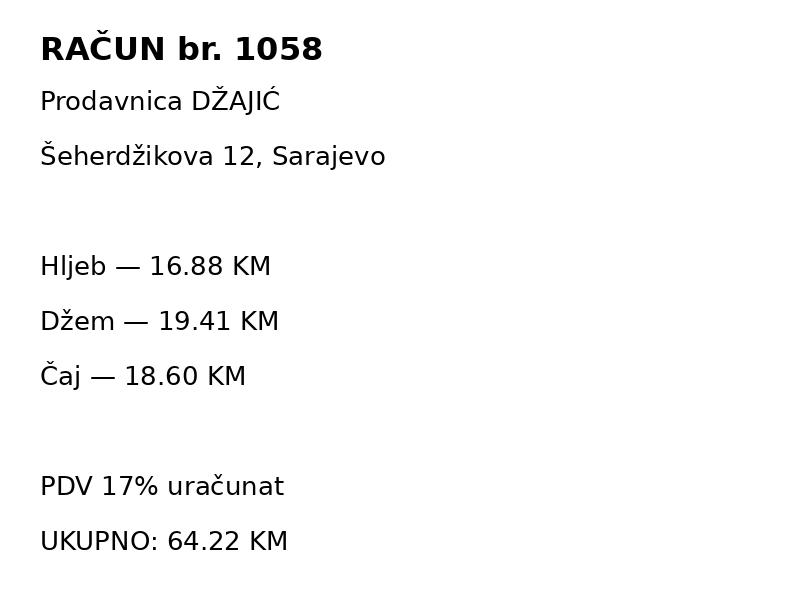 RAČUN br. 1058
Prodavnica DŽAJIĆ
Šeherdžikova 12, Sarajevo
Hljeb — 16.88 KM
Džem — 19.41 KM
Čaj — 18.60 KM
PDV 17% uračunat
UKUPNO: 64.22 KM